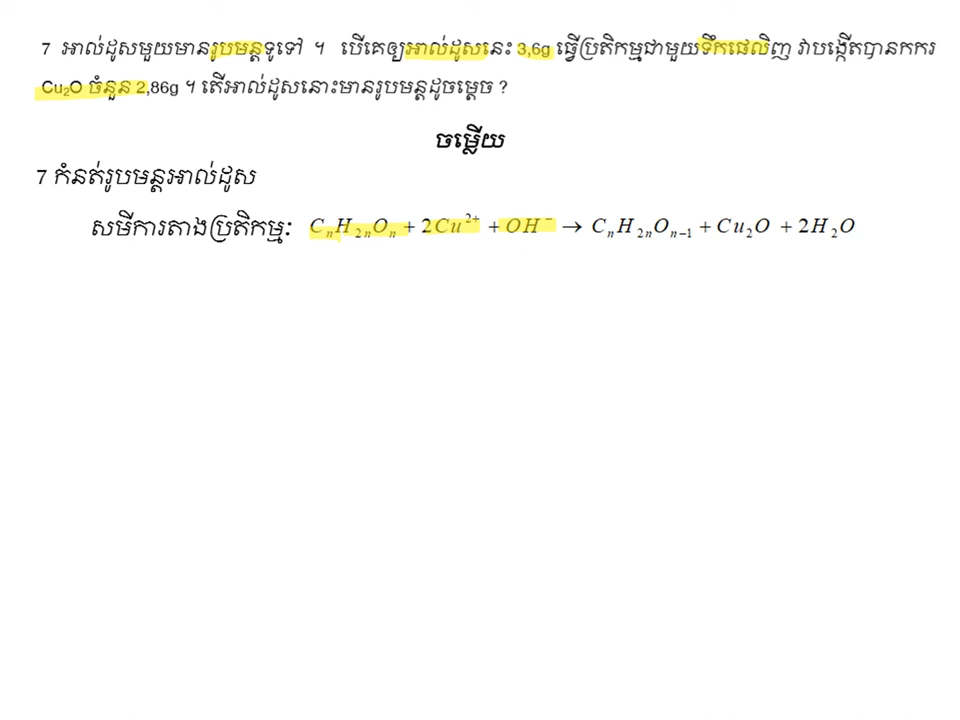 7 អាល់ដូសមួយមានរូបមន្តទូទៅ ។ បើគេឲ្យអាល់ដូសនេះ 3,6g ធ្វើប្រតិកម្មជាមួយទឹកផេលិញ វាបង្កើតបានកករ
Cu₂O ចំនួន 2,86g ។ តើអាល់ដូសនោះមានរូបមន្តដូចម្តេច ?
ចម្លើយ
7 កំនត់រូបមន្តអាល់ដូស
សមីការតាងប្រតិកម្ម: CₙH₂ₙOₙ + 2Cu²⁺ + OH⁻ → CₙH₂ₙOₙ₋₁ + Cu₂O + 2H₂O